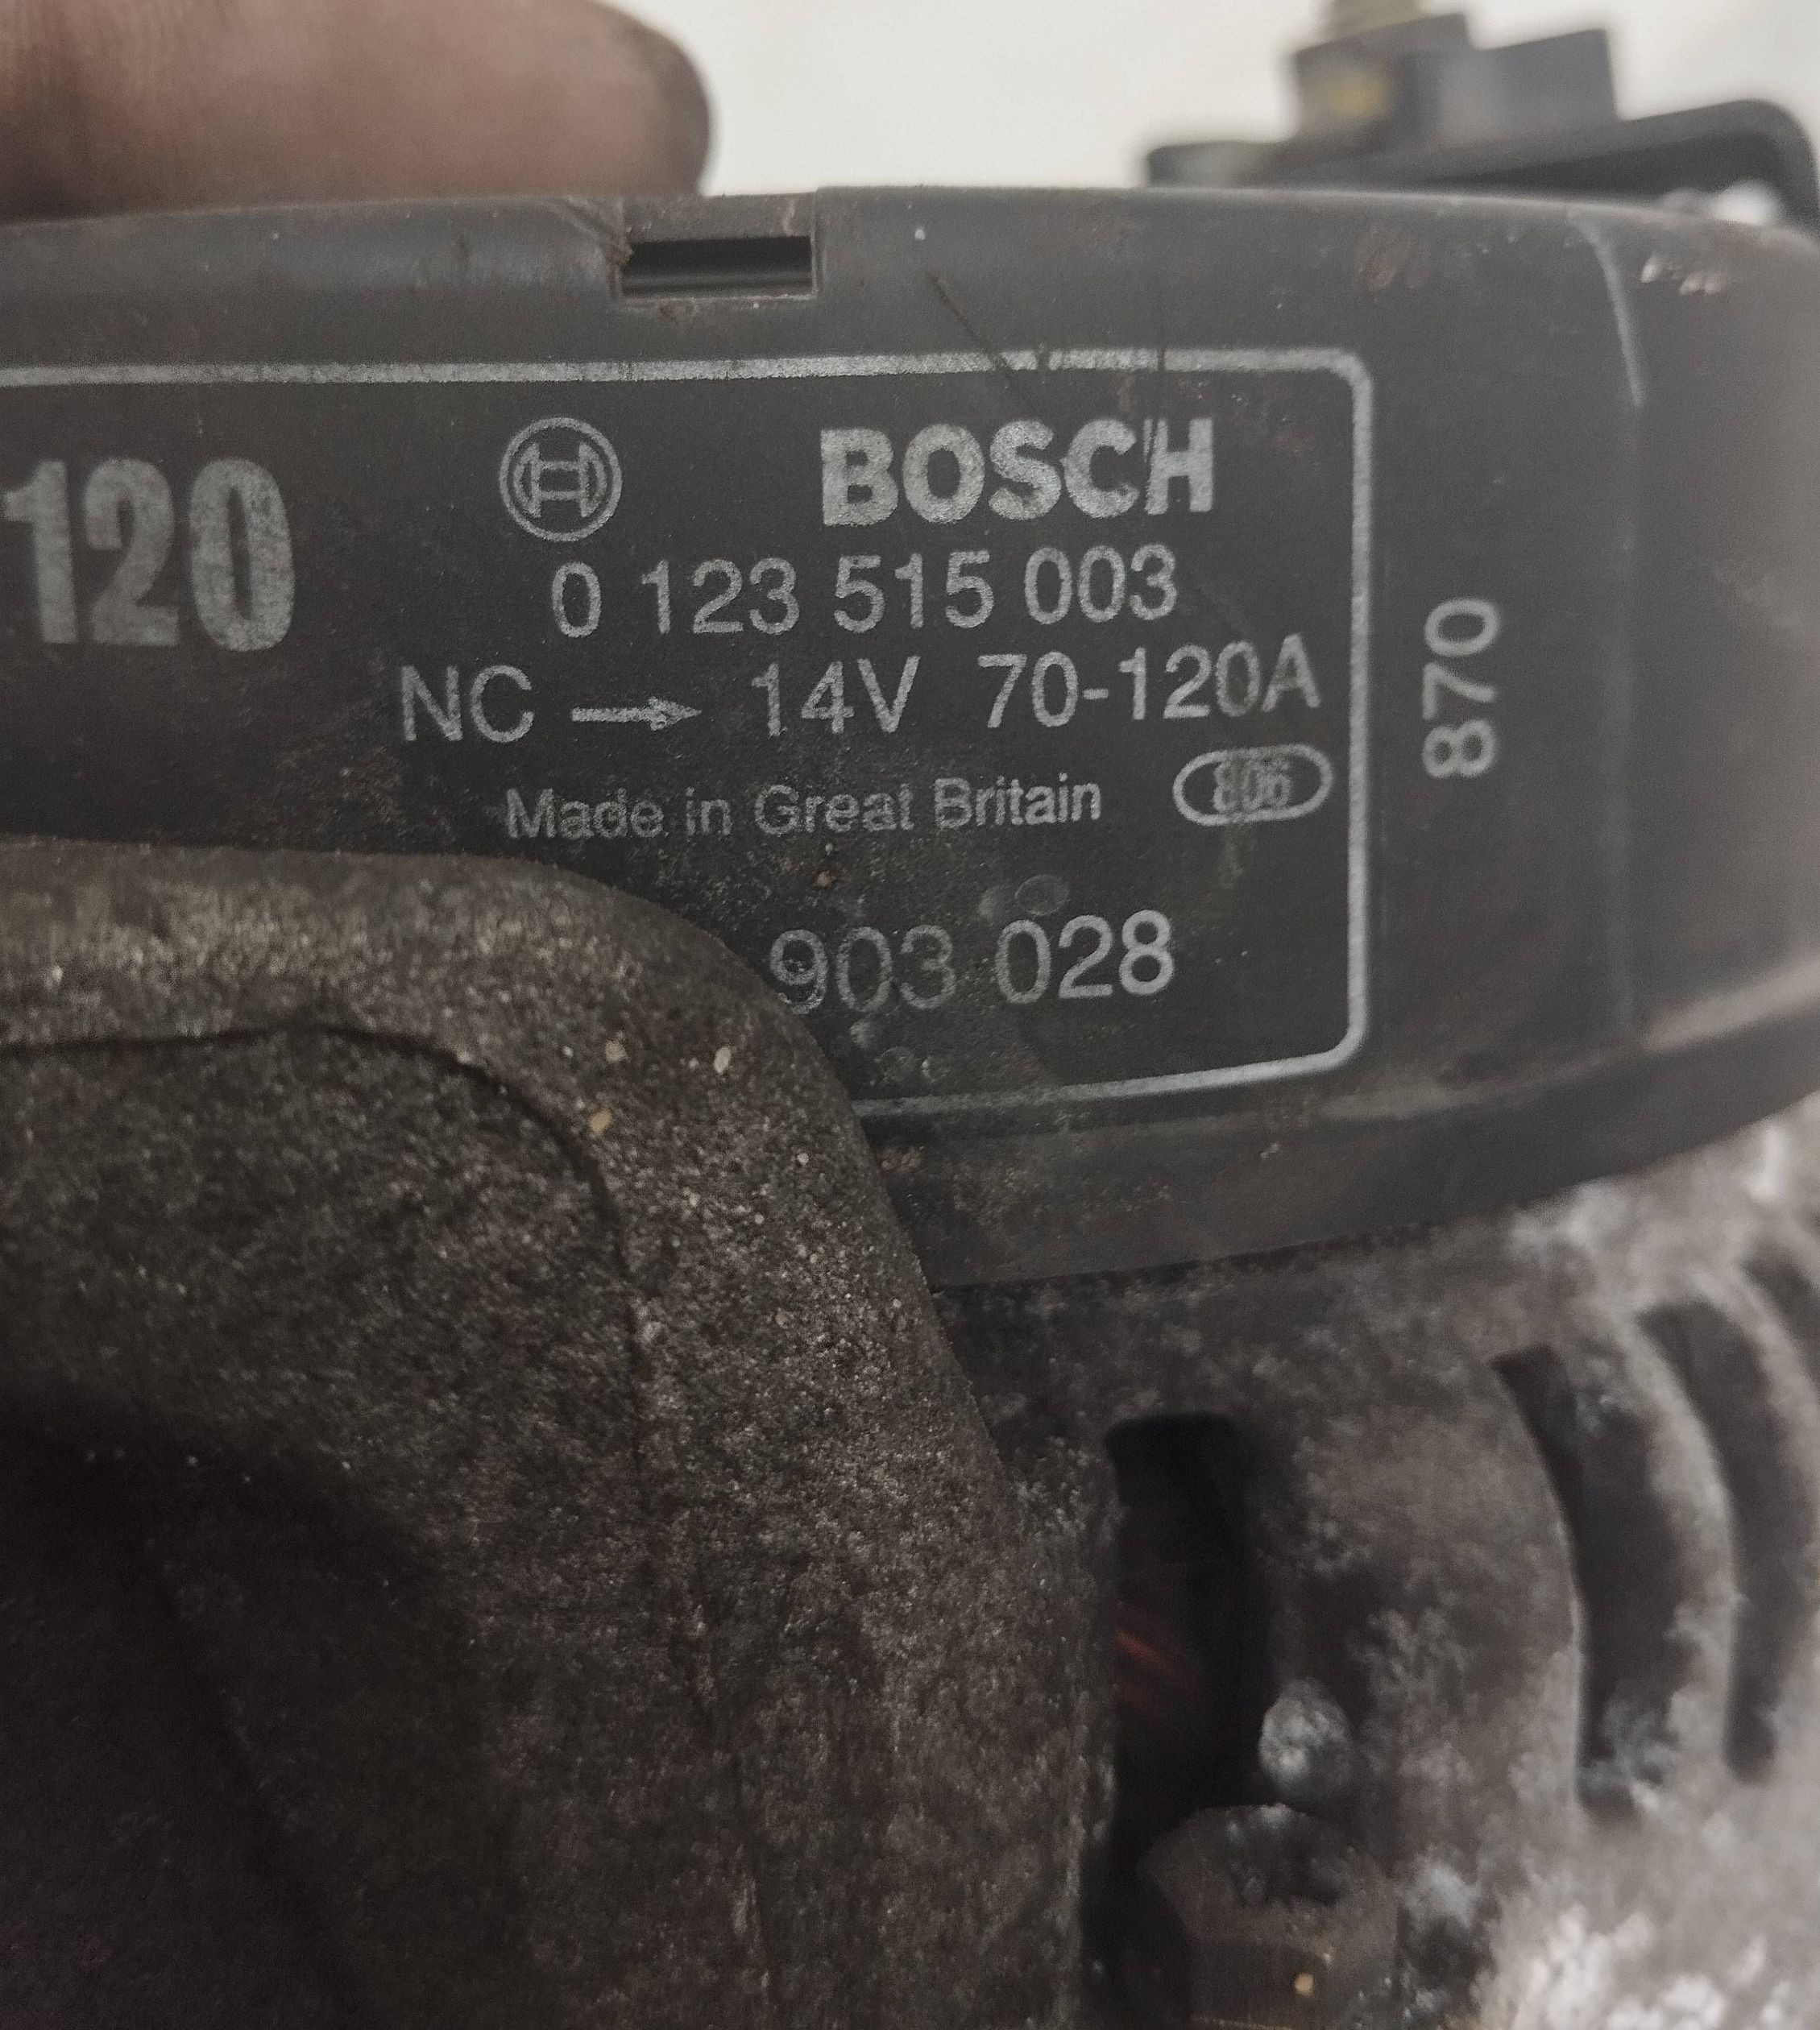 120
BOSCH
0 123 515 003
NC → 14V 70-120A
Made in Great Britain 806
903 028
870